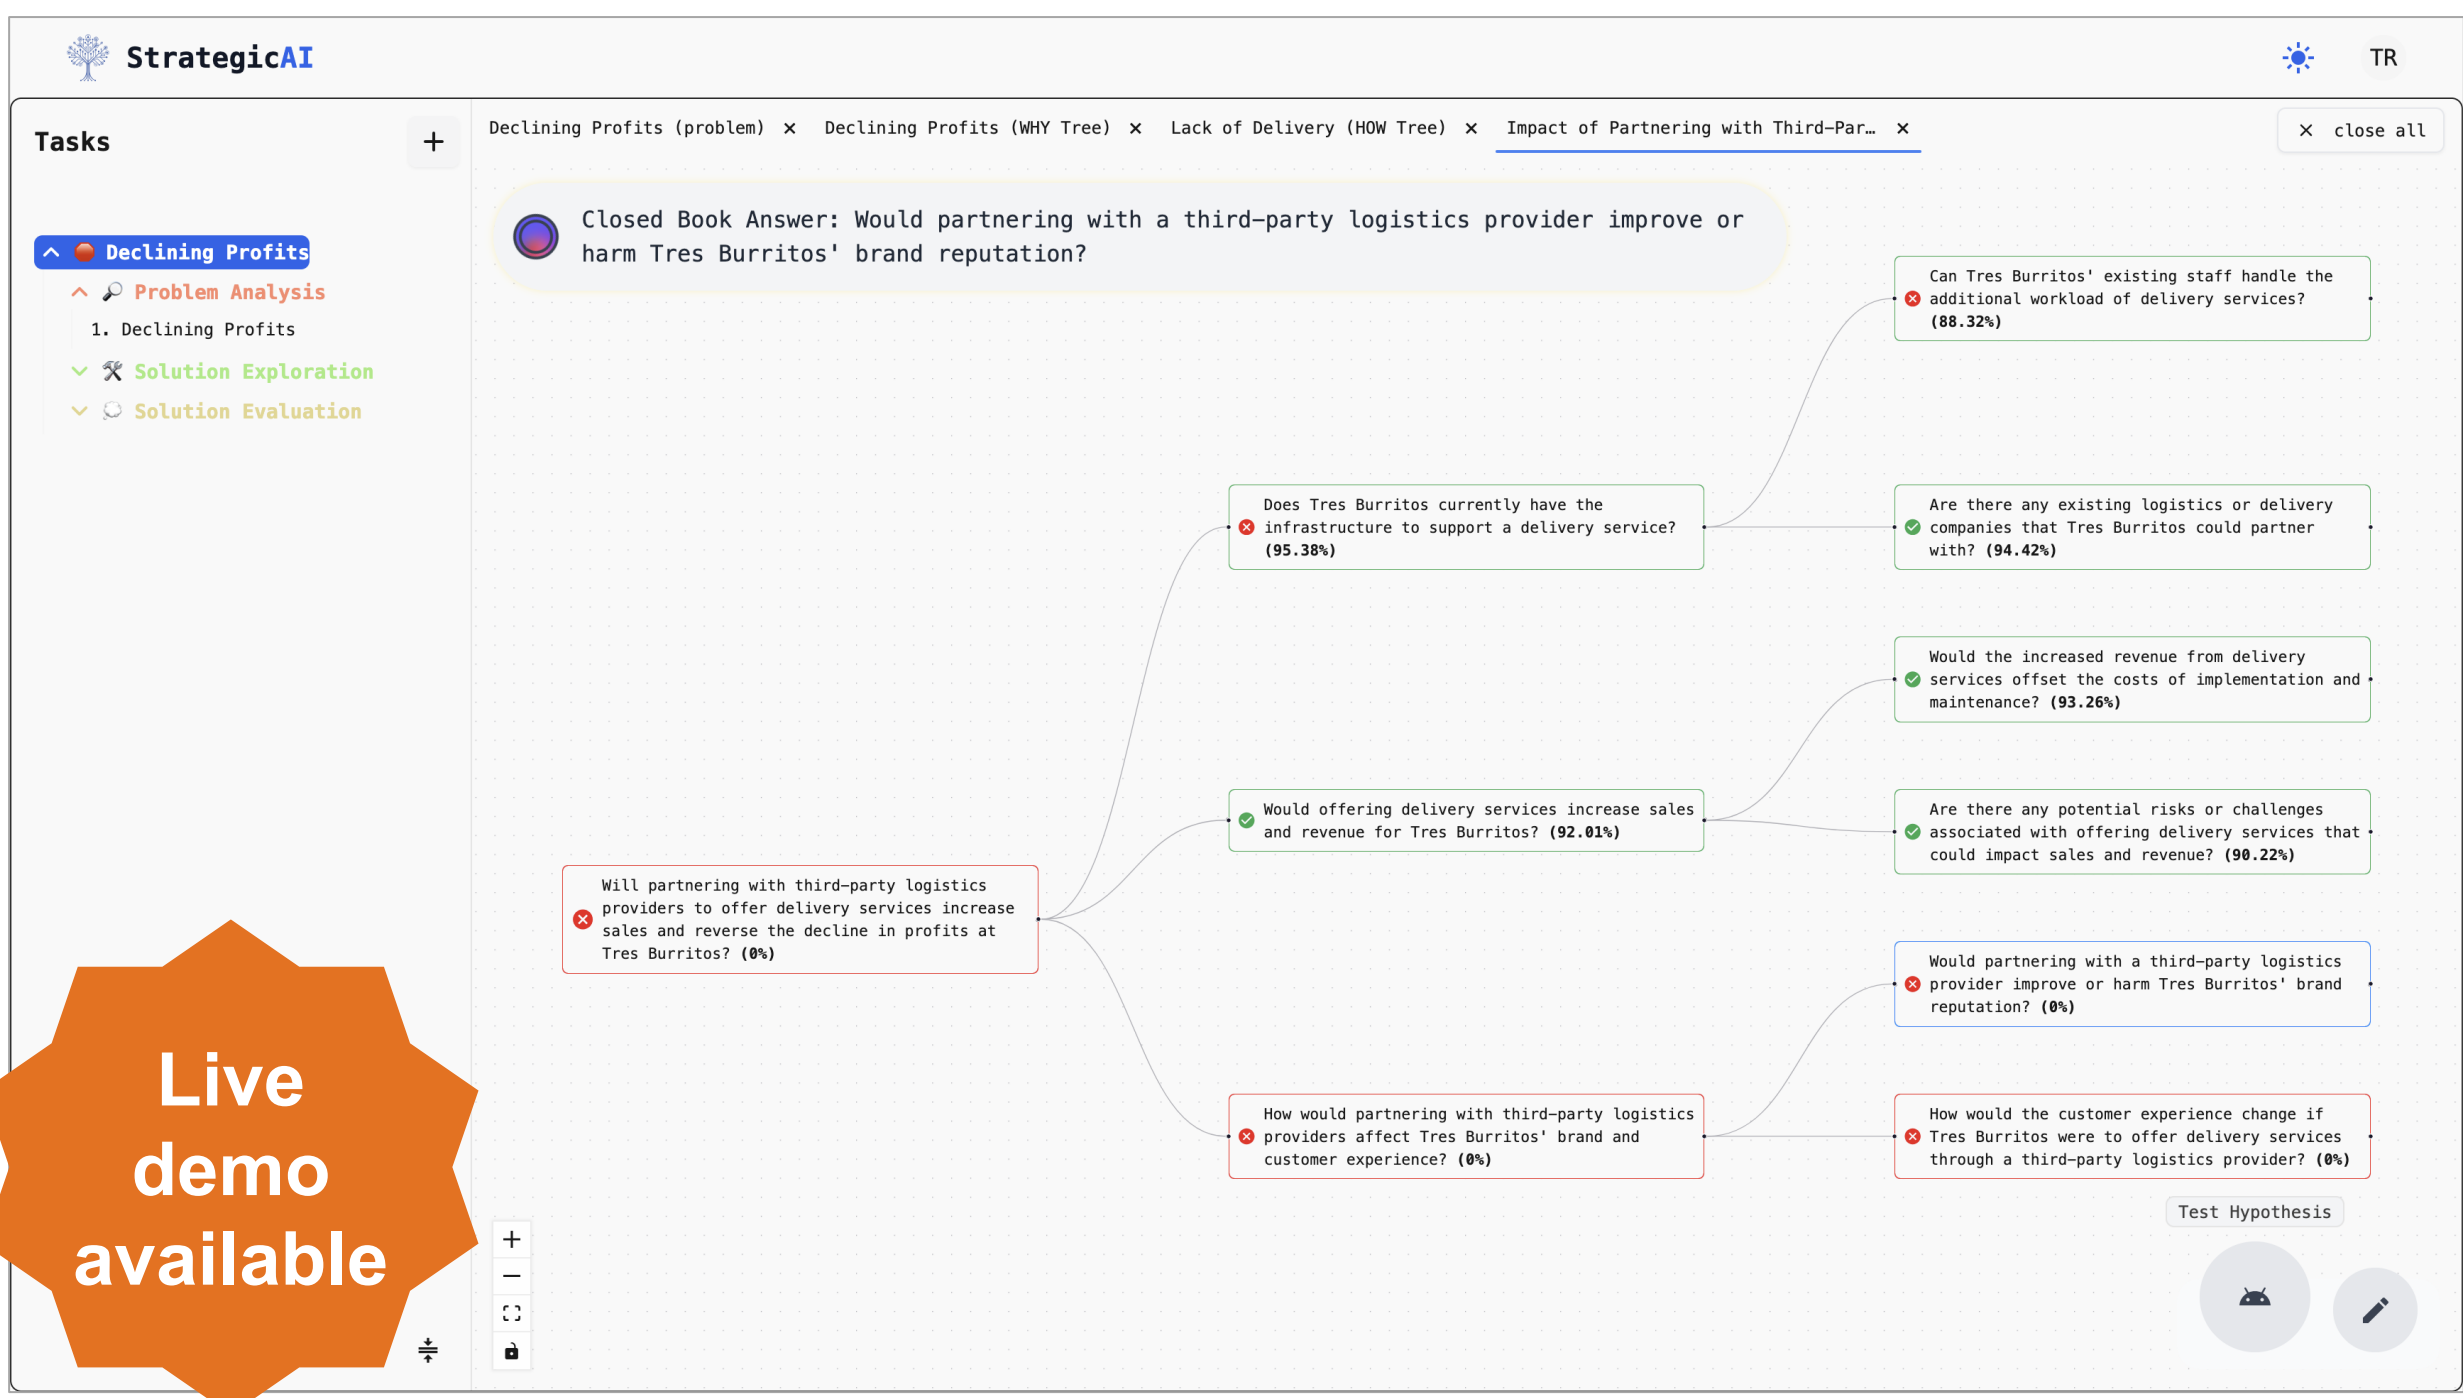 StrategicAI
TR
Tasks
+
Declining Profits
Problem Analysis
1. Declining Profits
Solution Exploration
Solution Evaluation
Declining Profits (problem) ×
Declining Profits (WHY Tree) ×
Lack of Delivery (HOW Tree) ×
Impact of Partnering with Third-Par… ×
× close all
Closed Book Answer: Would partnering with a third-party logistics provider improve or
harm Tres Burritos' brand reputation?
Will partnering with third-party logistics
providers to offer delivery services increase
sales and reverse the decline in profits at
Tres Burritos? (0%)
Does Tres Burritos currently have the
infrastructure to support a delivery service?
(95.38%)
Would offering delivery services increase sales
and revenue for Tres Burritos? (92.01%)
How would partnering with third-party logistics
providers affect Tres Burritos' brand and
customer experience? (0%)
Can Tres Burritos' existing staff handle the
additional workload of delivery services?
(88.32%)
Are there any existing logistics or delivery
companies that Tres Burritos could partner
with? (94.42%)
Would the increased revenue from delivery
services offset the costs of implementation and
maintenance? (93.26%)
Are there any potential risks or challenges
associated with offering delivery services that
could impact sales and revenue? (90.22%)
Would partnering with a third-party logistics
provider improve or harm Tres Burritos' brand
reputation? (0%)
How would the customer experience change if
Tres Burritos were to offer delivery services
through a third-party logistics provider? (0%)
Test Hypothesis
Live
demo
available